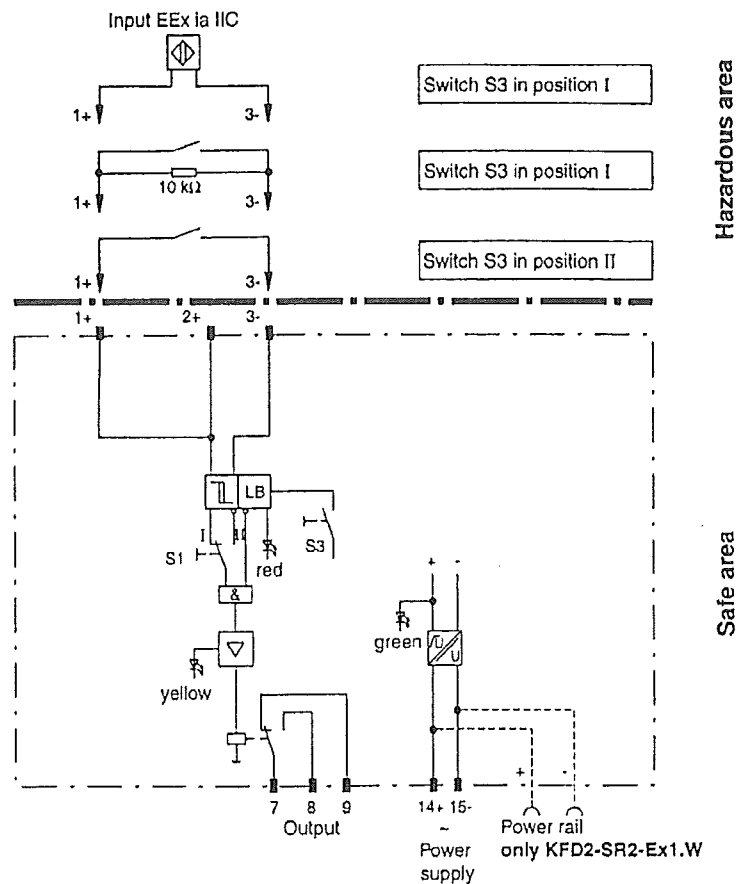 Input EEx ia IIC
Switch S3 in position I
1+
3-
Switch S3 in position I
10 kΩ
1+
3-
Switch S3 in position II
1+
3-
Hazardous area
1+
2+
3-
LB
I
II
S1
red
S3
&
+
-
green
U
U
yellow
Safe area
+
-
7
8
9
14+
15-
Output
~
Power supply
Power rail
only KFD2-SR2-Ex1.W